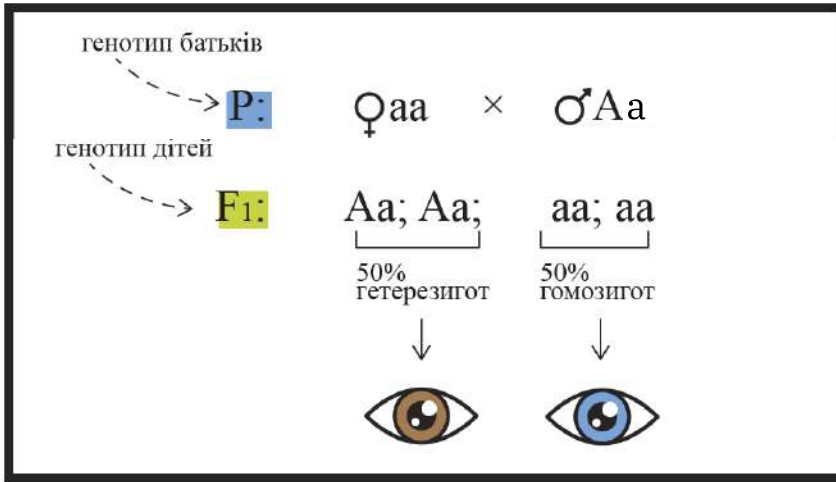 генотип батьків
P: ♀aa × ♂Aa
генотип дітей
F1: Aa; Aa; aa; aa
50% 50%
гетерезигот гомозигот